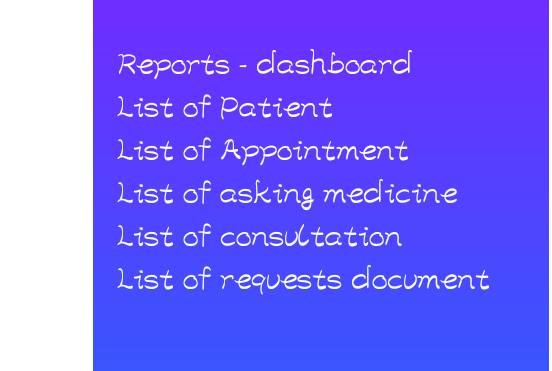 Reports - dashboard
List of Patient
List of Appointment
List of asking medicine
List of consultation
List of requests document